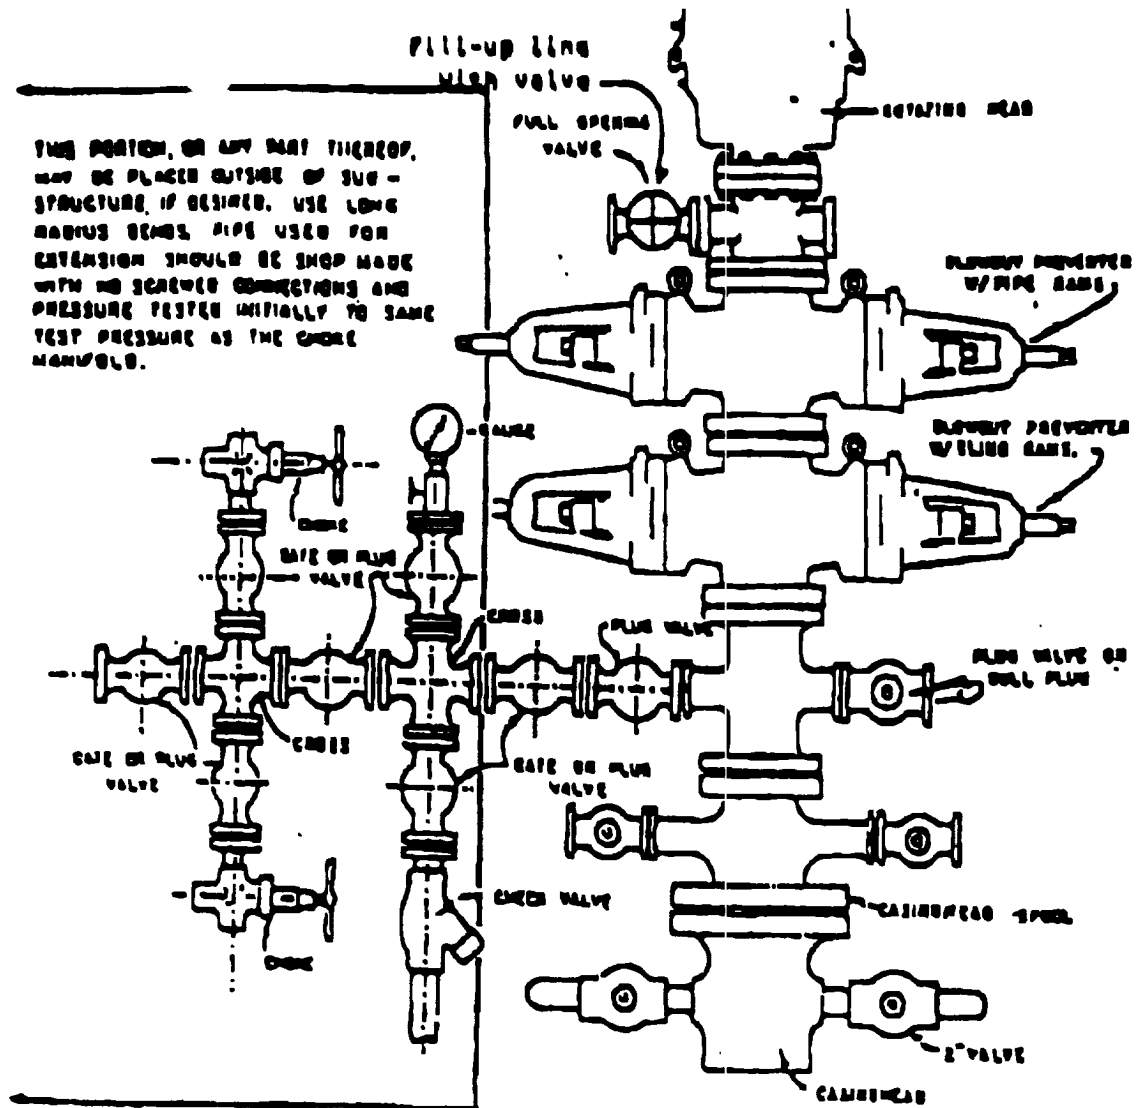 Fill-up line
with valve
FULL OPENING
VALVE
ROTATING HEAD
THIS PORTION, OR ANY PART THEREOF,
MAY BE PLACED OUTSIDE OF SUB-
STRUCTURE, IF DESIRED. USE LONG
RADIUS BENDS. PIPE USED FOR
EXTENSION SHOULD BE SHOP MADE
WITH NO SCREWED CONNECTIONS AND
PRESSURE TESTED INITIALLY TO SAME
TEST PRESSURE AS THE CHOKE
MANIFOLD.
BLOWOUT PREVENTER
W/PIPE RAMS.
GAUGE
BLOWOUT PREVENTER
W/BLIND RAMS.
CHOKE
GATE OR PLUG
VALVE
CROSS
PLUG VALVE
PLUG VALVE OR
BULL PLUG
CROSS
GATE OR PLUG
VALVE
GATE OR PLUG
VALVE
CHECK VALVE
CASINGHEAD SPOOL
CHOKE
2" VALVE
CASINGHEAD